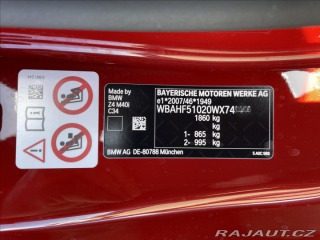 Made by
BMW
Z4 M40i
C34
BAYERISCHE MOTOREN WERKE AG
e1*2007/46*1949
WBAHF51020WX74
1860 kg
kg
1- 865 kg
2- 995 kg
BMW AG DE-80788 München
RAJAUT.CZ